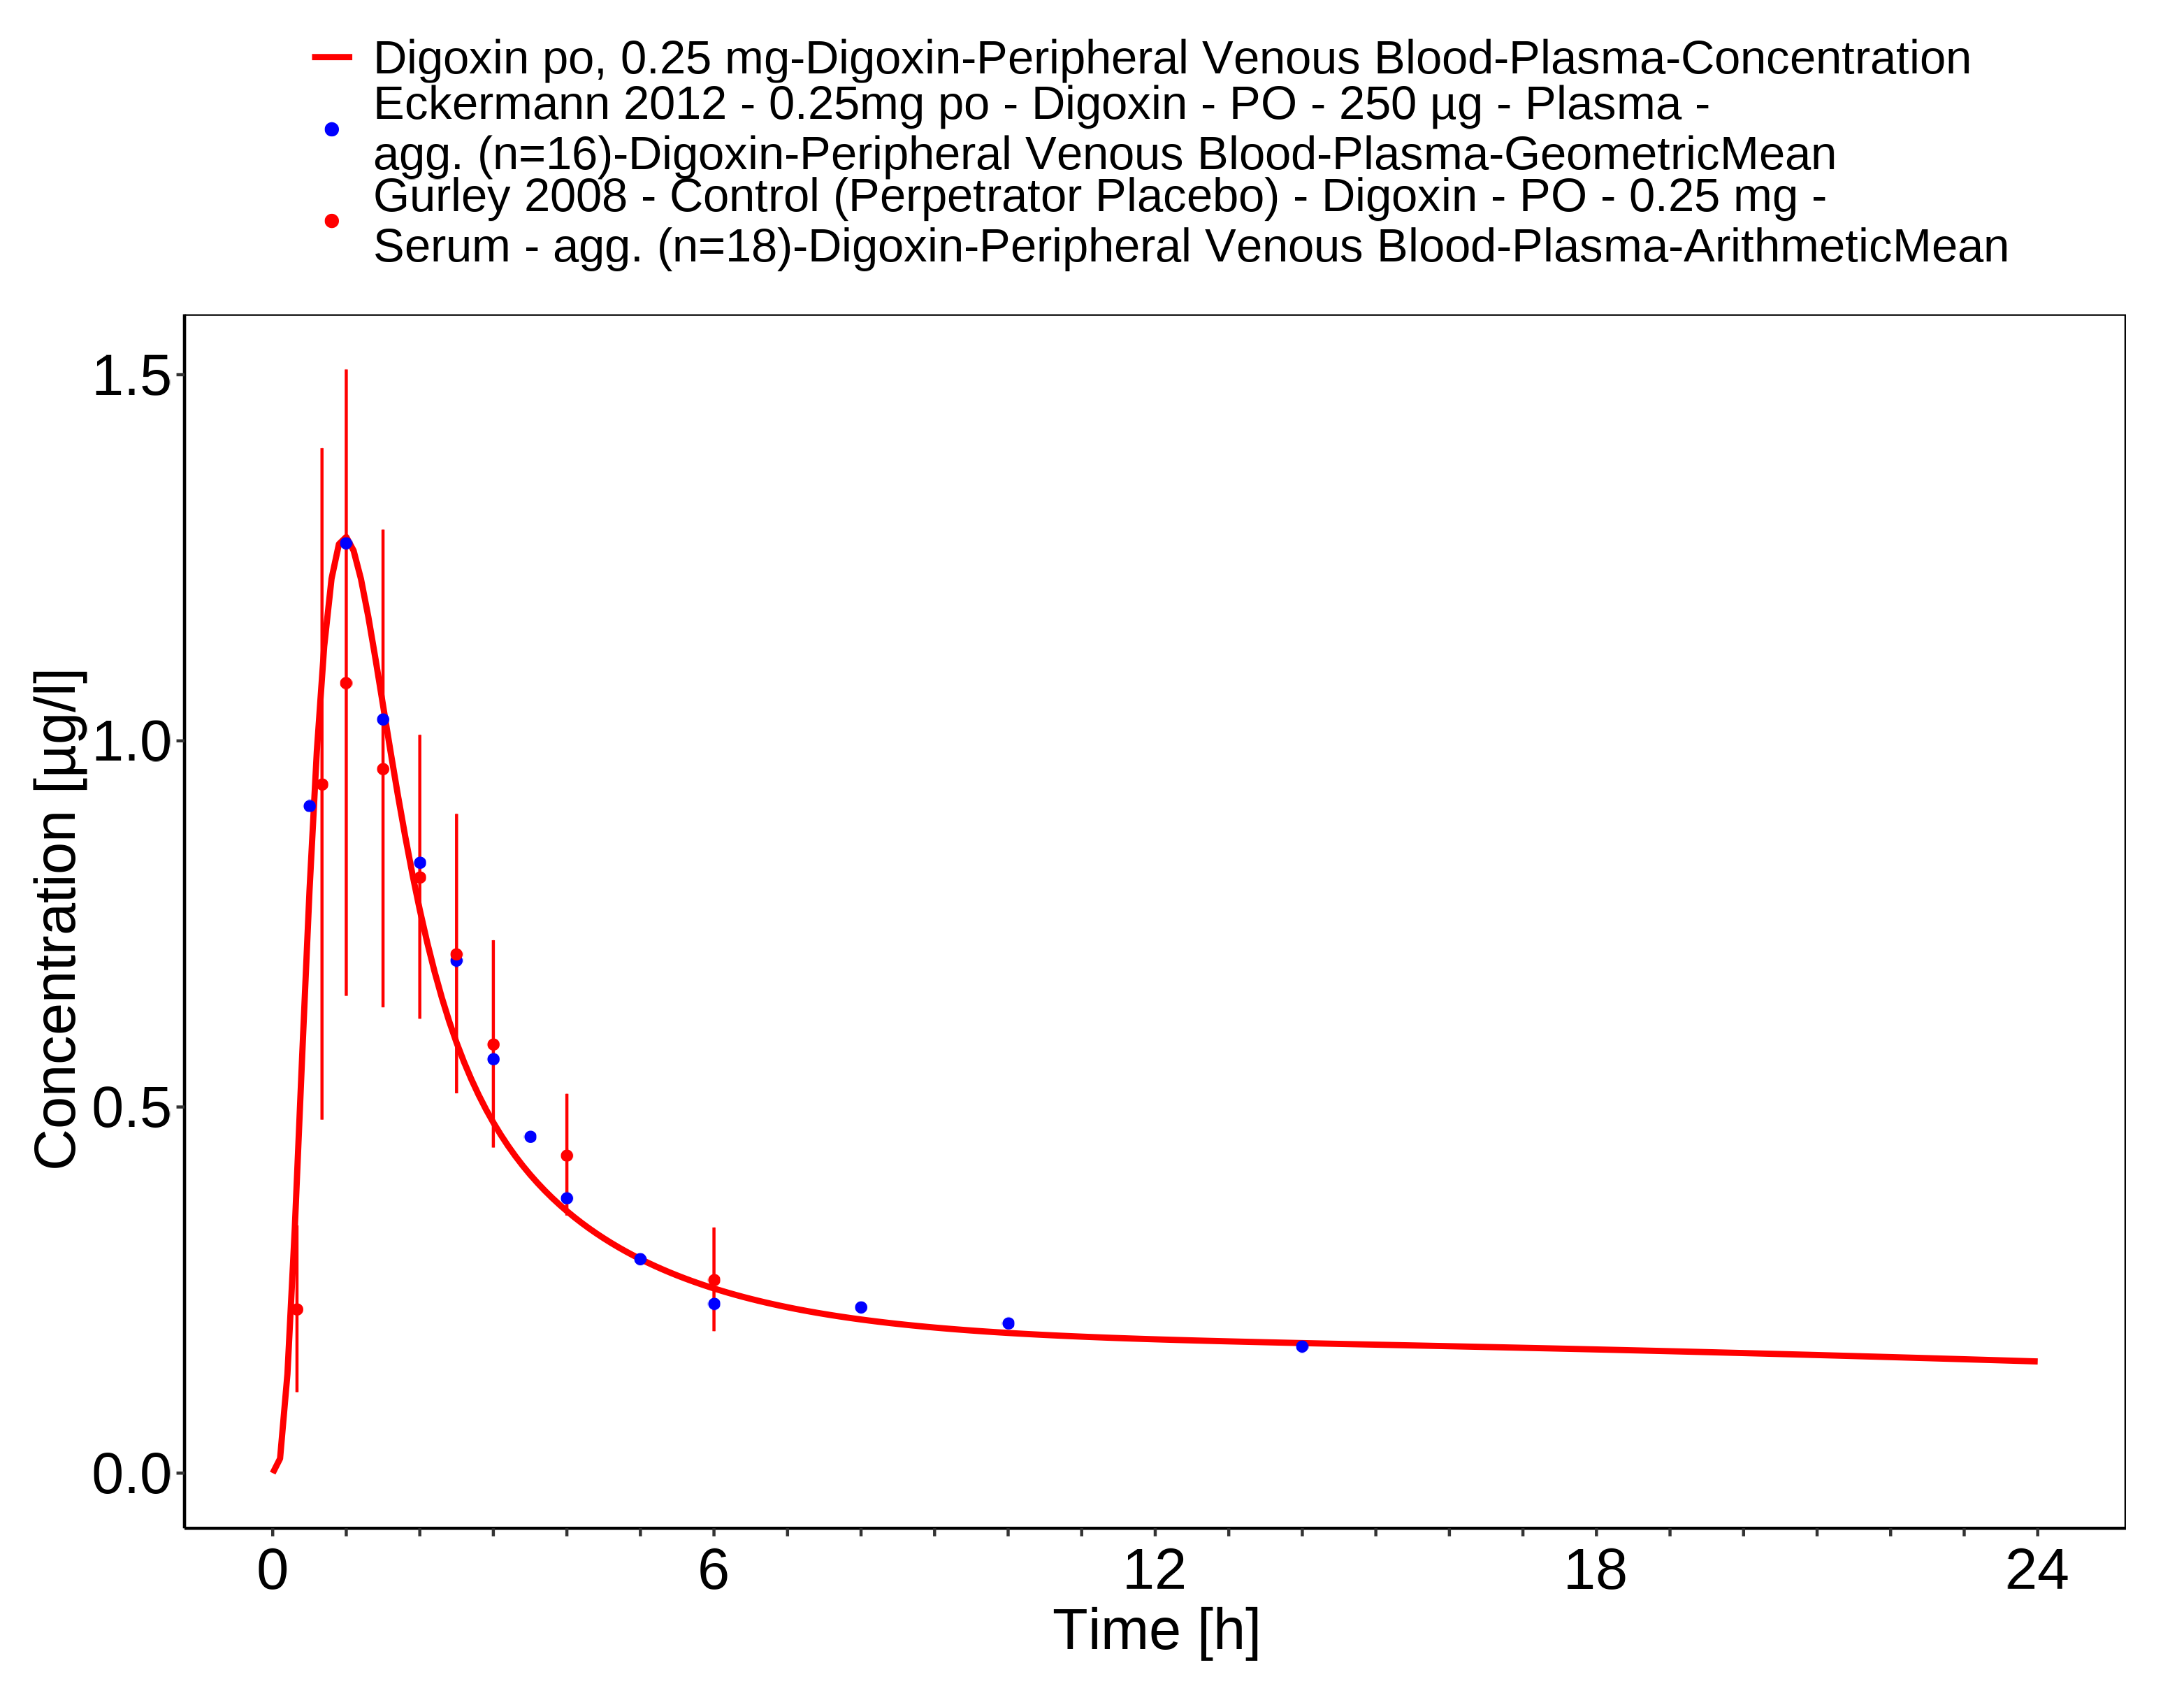 Digoxin po, 0.25 mg-Digoxin-Peripheral Venous Blood-Plasma-Concentration
Eckermann 2012 - 0.25mg po - Digoxin - PO - 250 µg - Plasma -
agg. (n=16)-Digoxin-Peripheral Venous Blood-Plasma-GeometricMean
Gurley 2008 - Control (Perpetrator Placebo) - Digoxin - PO - 0.25 mg -
Serum - agg. (n=18)-Digoxin-Peripheral Venous Blood-Plasma-ArithmeticMean
1.5
1.0
0.5
0.0
Concentration [µg/l]
0 6 12 18 24
Time [h]